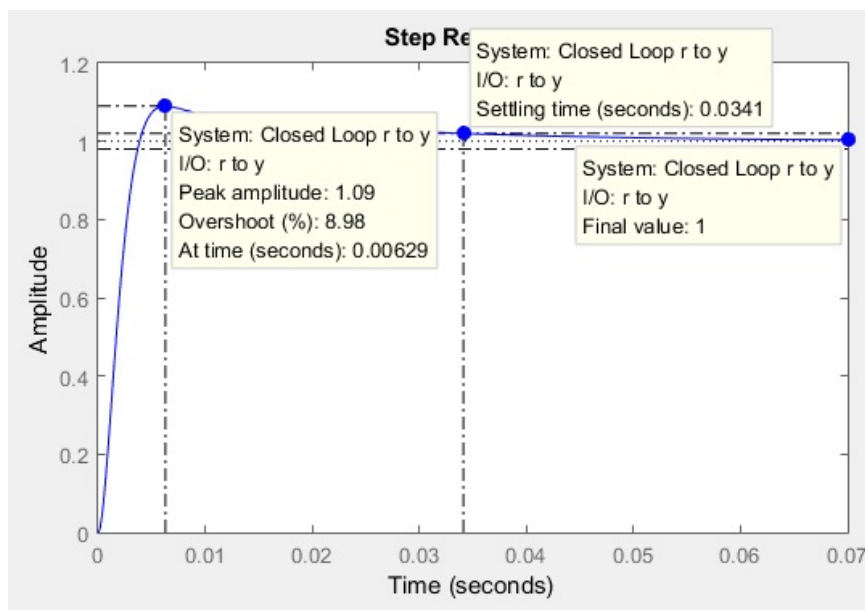 Step Re
System: Closed Loop r to y
I/O: r to y
Settling time (seconds): 0.0341
System: Closed Loop r to y
I/O: r to y
Peak amplitude: 1.09
Overshoot (%): 8.98
At time (seconds): 0.00629
System: Closed Loop r to y
I/O: r to y
Final value: 1
Amplitude
1.2
1
0.8
0.6
0.4
0.2
0
0
0.01
0.02
0.03
0.04
0.05
0.06
0.07
Time (seconds)